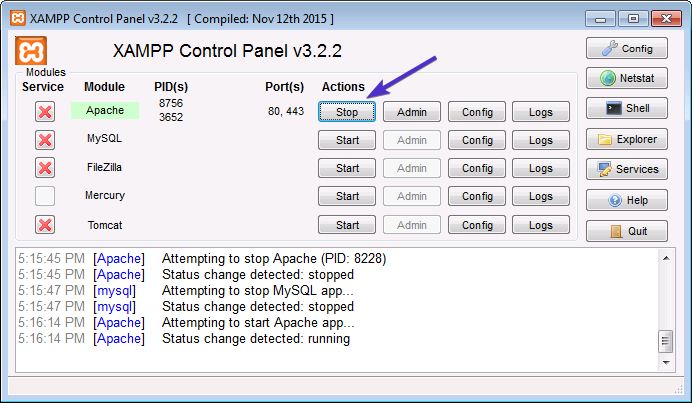 XAMPP Control Panel v3.2.2 [ Compiled: Nov 12th 2015 ]
XAMPP Control Panel v3.2.2
Config
Modules
Service Module PID(s) Port(s) Actions
Netstat
Apache 8756 3652 80, 443 Stop Admin Config Logs
Shell
MySQL Start Admin Config Logs
Explorer
FileZilla Start Admin Config Logs
Services
Mercury Start Admin Config Logs
Help
Tomcat Start Admin Config Logs
Quit
5:15:45 PM [Apache] Attempting to stop Apache (PID: 8228)
5:15:45 PM [Apache] Status change detected: stopped
5:15:47 PM [mysql] Attempting to stop MySQL app...
5:15:47 PM [mysql] Status change detected: stopped
5:16:14 PM [Apache] Attempting to start Apache app...
5:16:14 PM [Apache] Status change detected: running